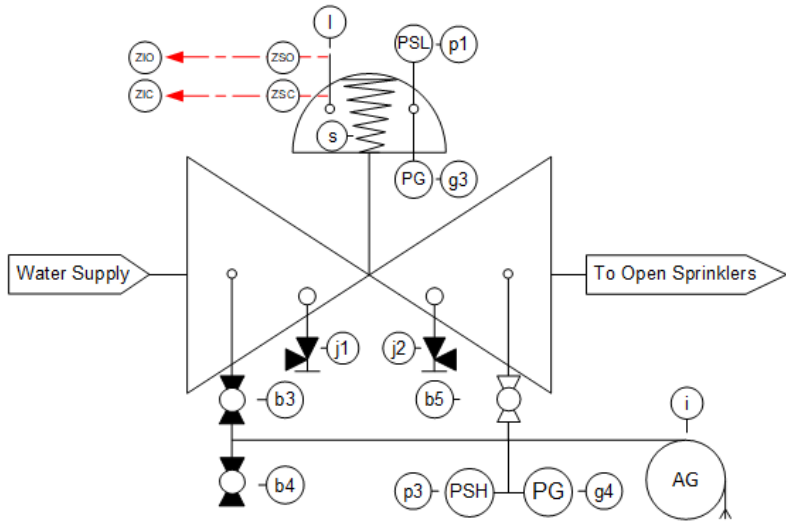 l
ZIO
ZSO
PSL
p1
ZIC
ZSC
s
PG
g3
Water Supply
To Open Sprinklers
j1
j2
b3
b5
i
b4
p3
PSH
PG
g4
AG